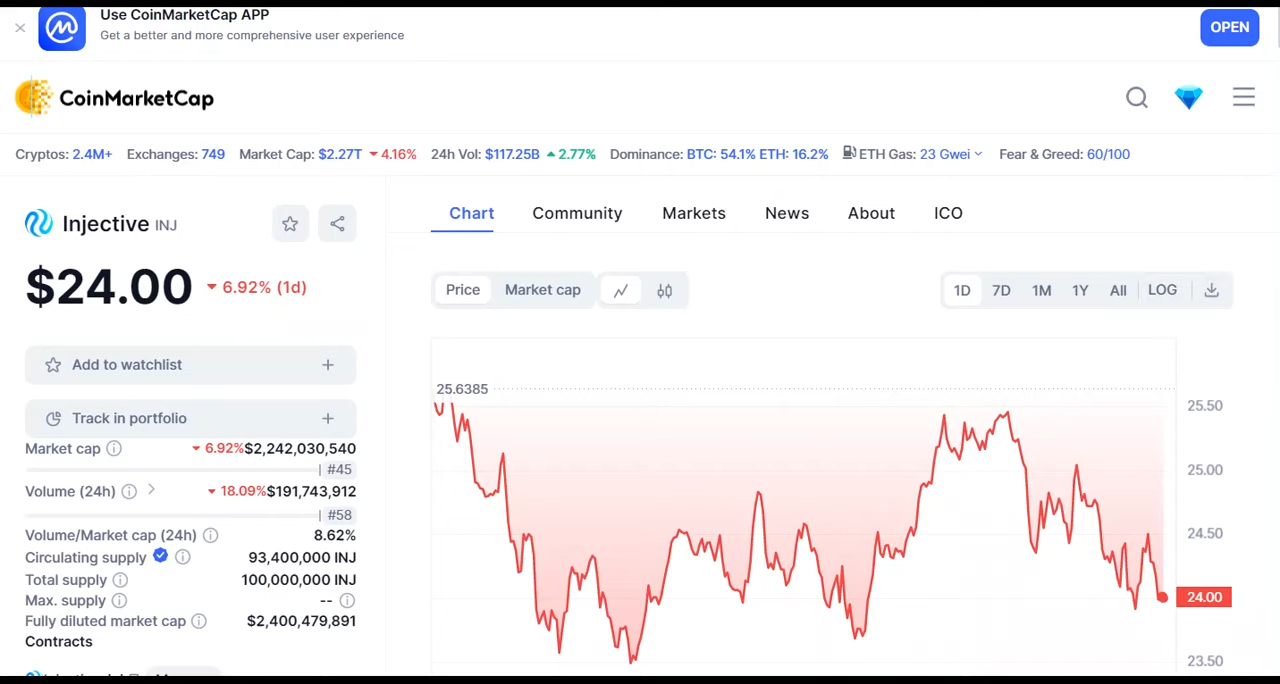 Use CoinMarketCap APP
Get a better and more comprehensive user experience
OPEN
CoinMarketCap
Cryptos: 2.4M+ Exchanges: 749 Market Cap: $2.27T 4.16% 24h Vol: $117.25B 2.77% Dominance: BTC: 54.1% ETH: 16.2% ETH Gas: 23 Gwei Fear & Greed: 60/100
Injective INJ
$24.00 6.92% (1d)
Add to watchlist +
Track in portfolio +
Market cap 6.92%$2,242,030,540
#45
Volume (24h) 18.09%$191,743,912
#58
Volume/Market cap (24h) 8.62%
Circulating supply 93,400,000 INJ
Total supply 100,000,000 INJ
Max. supply --
Fully diluted market cap $2,400,479,891
Contracts
Chart Community Markets News About ICO
Price Market cap
1D 7D 1M 1Y All LOG
25.6385
25.50
25.00
24.50
24.00
23.50